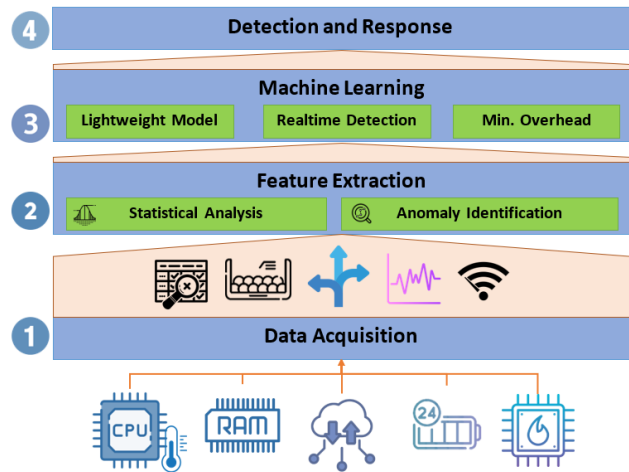 4
Detection and Response
Machine Learning
3
Lightweight Model
Realtime Detection
Min. Overhead
Feature Extraction
2
Statistical Analysis
Anomaly Identification
1
Data Acquisition
CPU
RAM
24